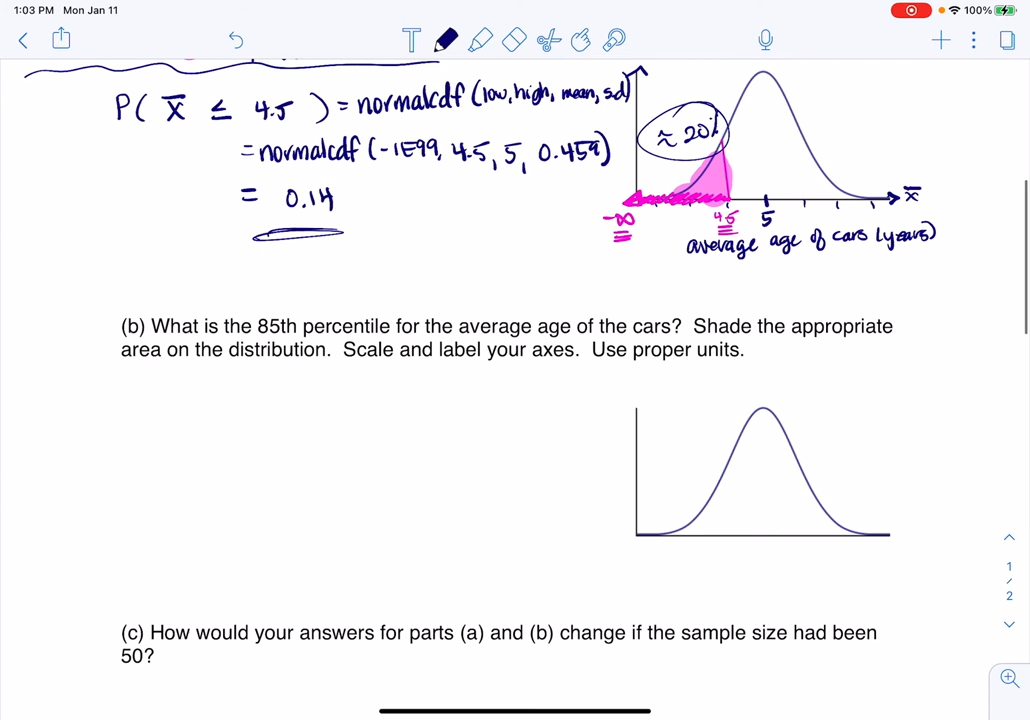 1:03 PM Mon Jan 11
100%
T
P( x̄ ≤ 4.5 ) = normalcdf (low, high, mean, sd)
= normalcdf (-1E99, 4.5, 5, 0.459)
= 0.14
≈ 20%
x̄
-∞ 4.5 5
average age of cars (years)
(b) What is the 85th percentile for the average age of the cars? Shade the appropriate
area on the distribution. Scale and label your axes. Use proper units.
(c) How would your answers for parts (a) and (b) change if the sample size had been
50?
1
/
2